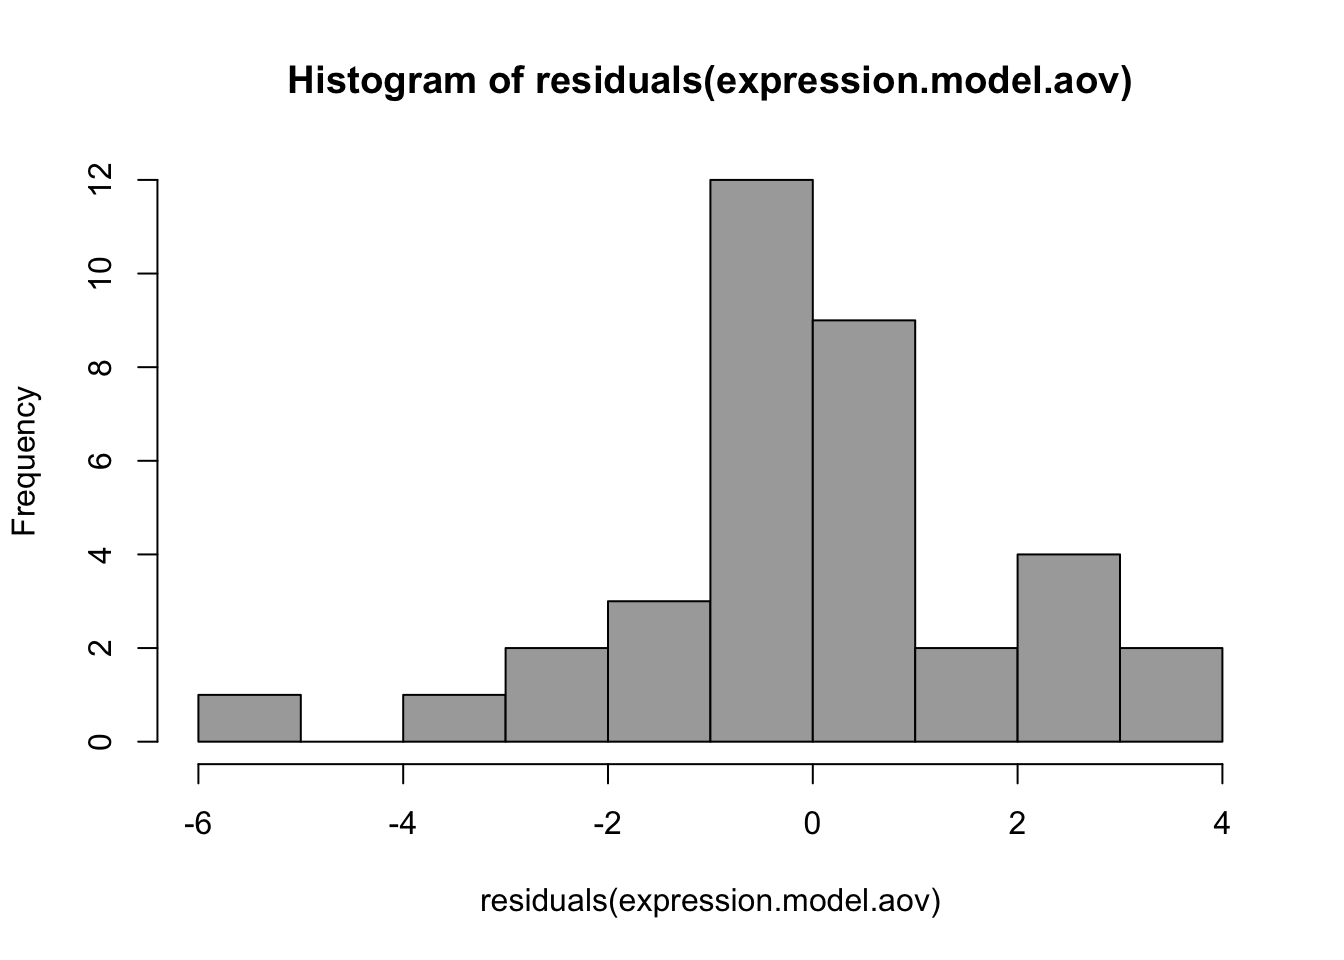 Histogram of residuals(expression.model.aov)
Frequency
12
10
8
6
4
2
0
-6 -4 -2 0 2 4
residuals(expression.model.aov)